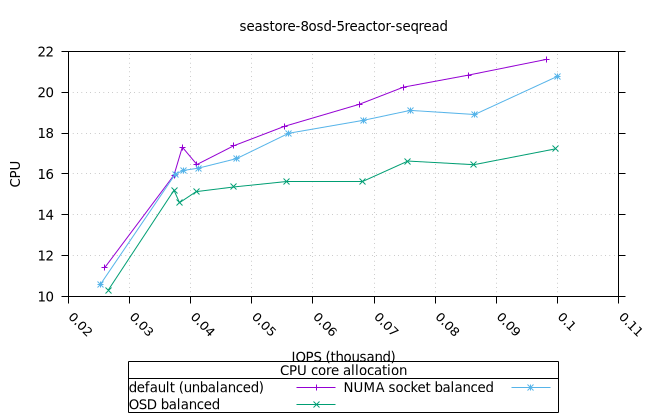 seastore-8osd-5reactor-seqread
22
20
18
16
14
12
10
CPU
0.02
0.03
0.04
0.05
0.06
0.07
0.08
0.09
0.1
0.11
IOPS (thousand)
CPU core allocation
default (unbalanced) NUMA socket balanced
OSD balanced